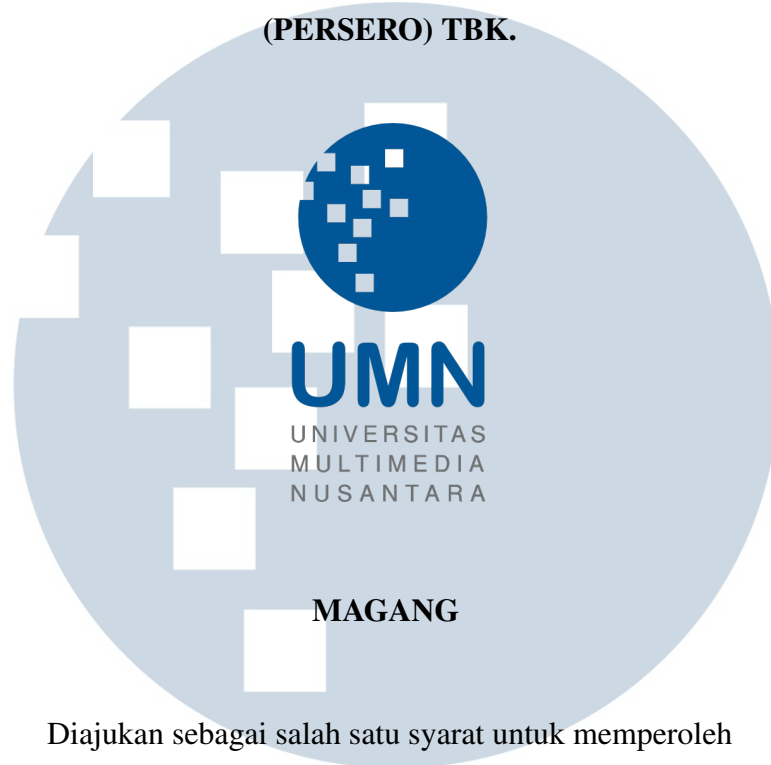 (PERSERO) TBK.
UMN
UNIVERSITAS
MULTIMEDIA
NUSANTARA
MAGANG
Diajukan sebagai salah satu syarat untuk memperoleh